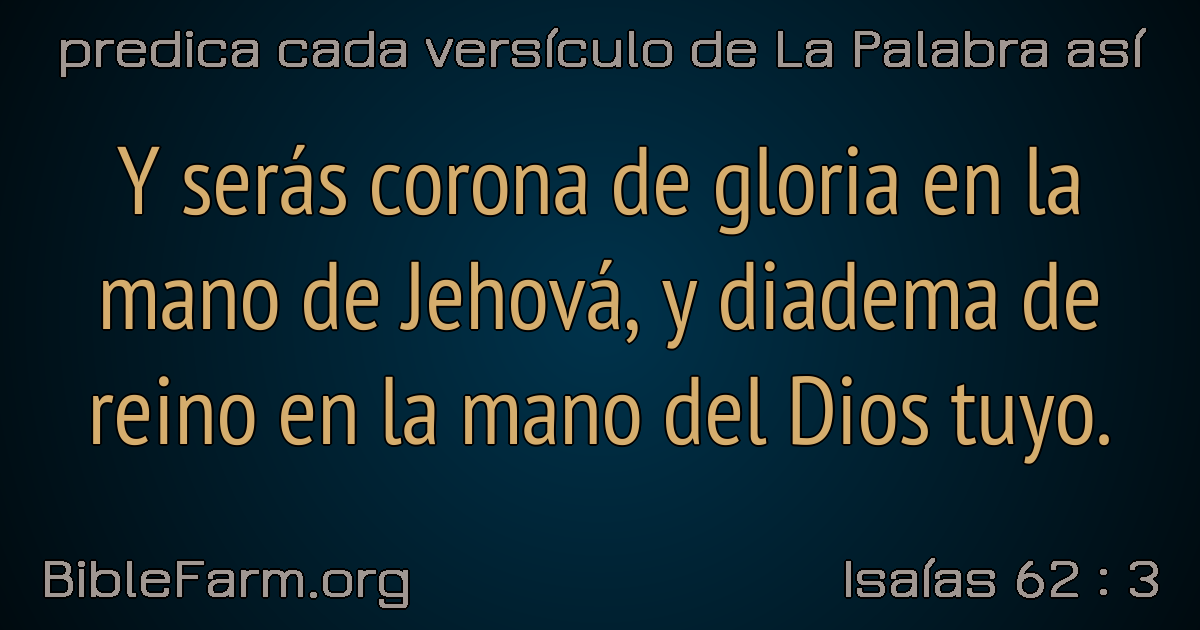 predica cada versículo de La Palabra así
Y serás corona de gloria en la
mano de Jehová, y diadema de
reino en la mano del Dios tuyo.
BibleFarm.org
Isaías 62 : 3